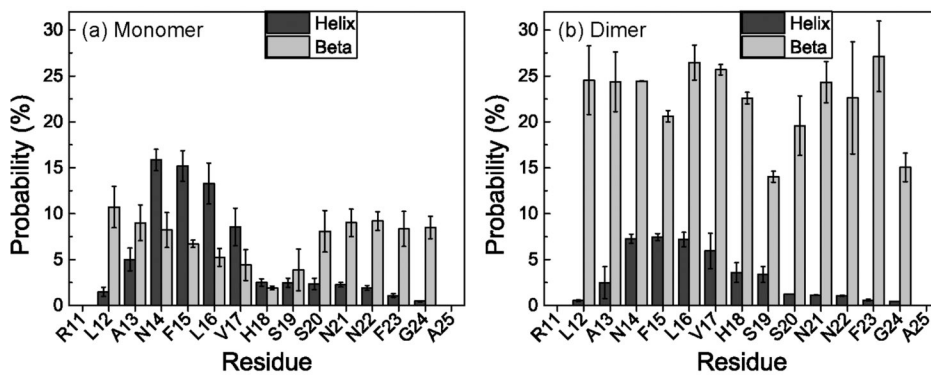 (a) Monomer
Helix
Beta
Probability (%)
30
25
20
15
10
5
0
R11 L12 A13 N14 F15 L16 V17 H18 S19 S20 N21 N22 F23 G24 A25
Residue
(b) Dimer
Helix
Beta
Probability (%)
30
25
20
15
10
5
0
R11 L12 A13 N14 F15 L16 V17 H18 S19 S20 N21 N22 F23 G24 A25
Residue